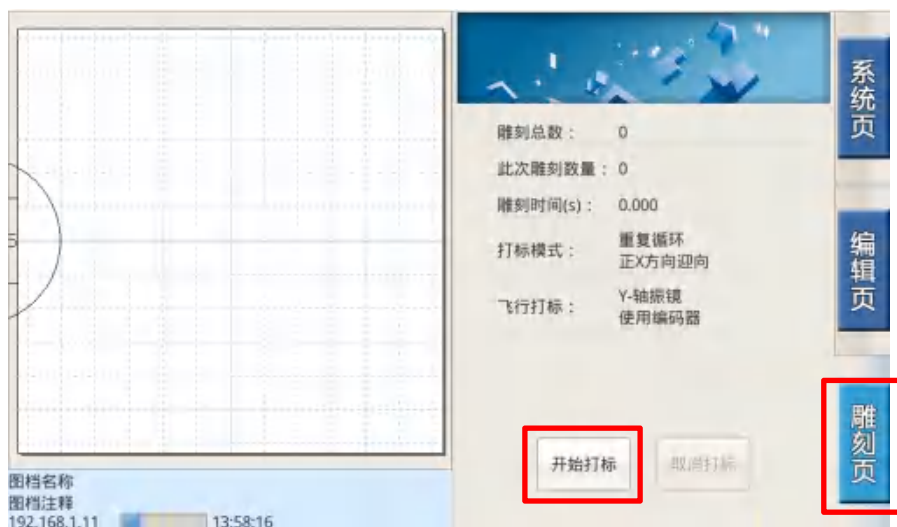 系统页
雕刻总数： 0
此次雕刻数量： 0
雕刻时间(s)： 0.000
打标模式： 重复循环
正X方向迎向
飞行打标： Y-轴振镜
使用编码器
编辑页
开始打标
取消打标
雕刻页
图档名称
图档注释
192.168.1.11 13:58:16